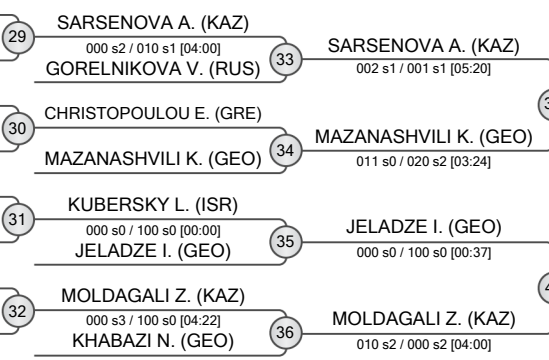 29
SARSENOVA A. (KAZ)
000 s2 / 010 s1 [04:00]
GORELNIKOVA V. (RUS)
33
SARSENOVA A. (KAZ)
002 s1 / 001 s1 [05:20]
30
CHRISTOPOULOU E. (GRE)
MAZANASHVILI K. (GEO)
34
MAZANASHVILI K. (GEO)
011 s0 / 020 s2 [03:24]
31
KUBERSKY L. (ISR)
000 s0 / 100 s0 [00:00]
JELADZE I. (GEO)
35
JELADZE I. (GEO)
000 s0 / 100 s0 [00:37]
32
MOLDAGALI Z. (KAZ)
000 s3 / 100 s0 [04:22]
KHABAZI N. (GEO)
36
MOLDAGALI Z. (KAZ)
010 s2 / 000 s2 [04:00]